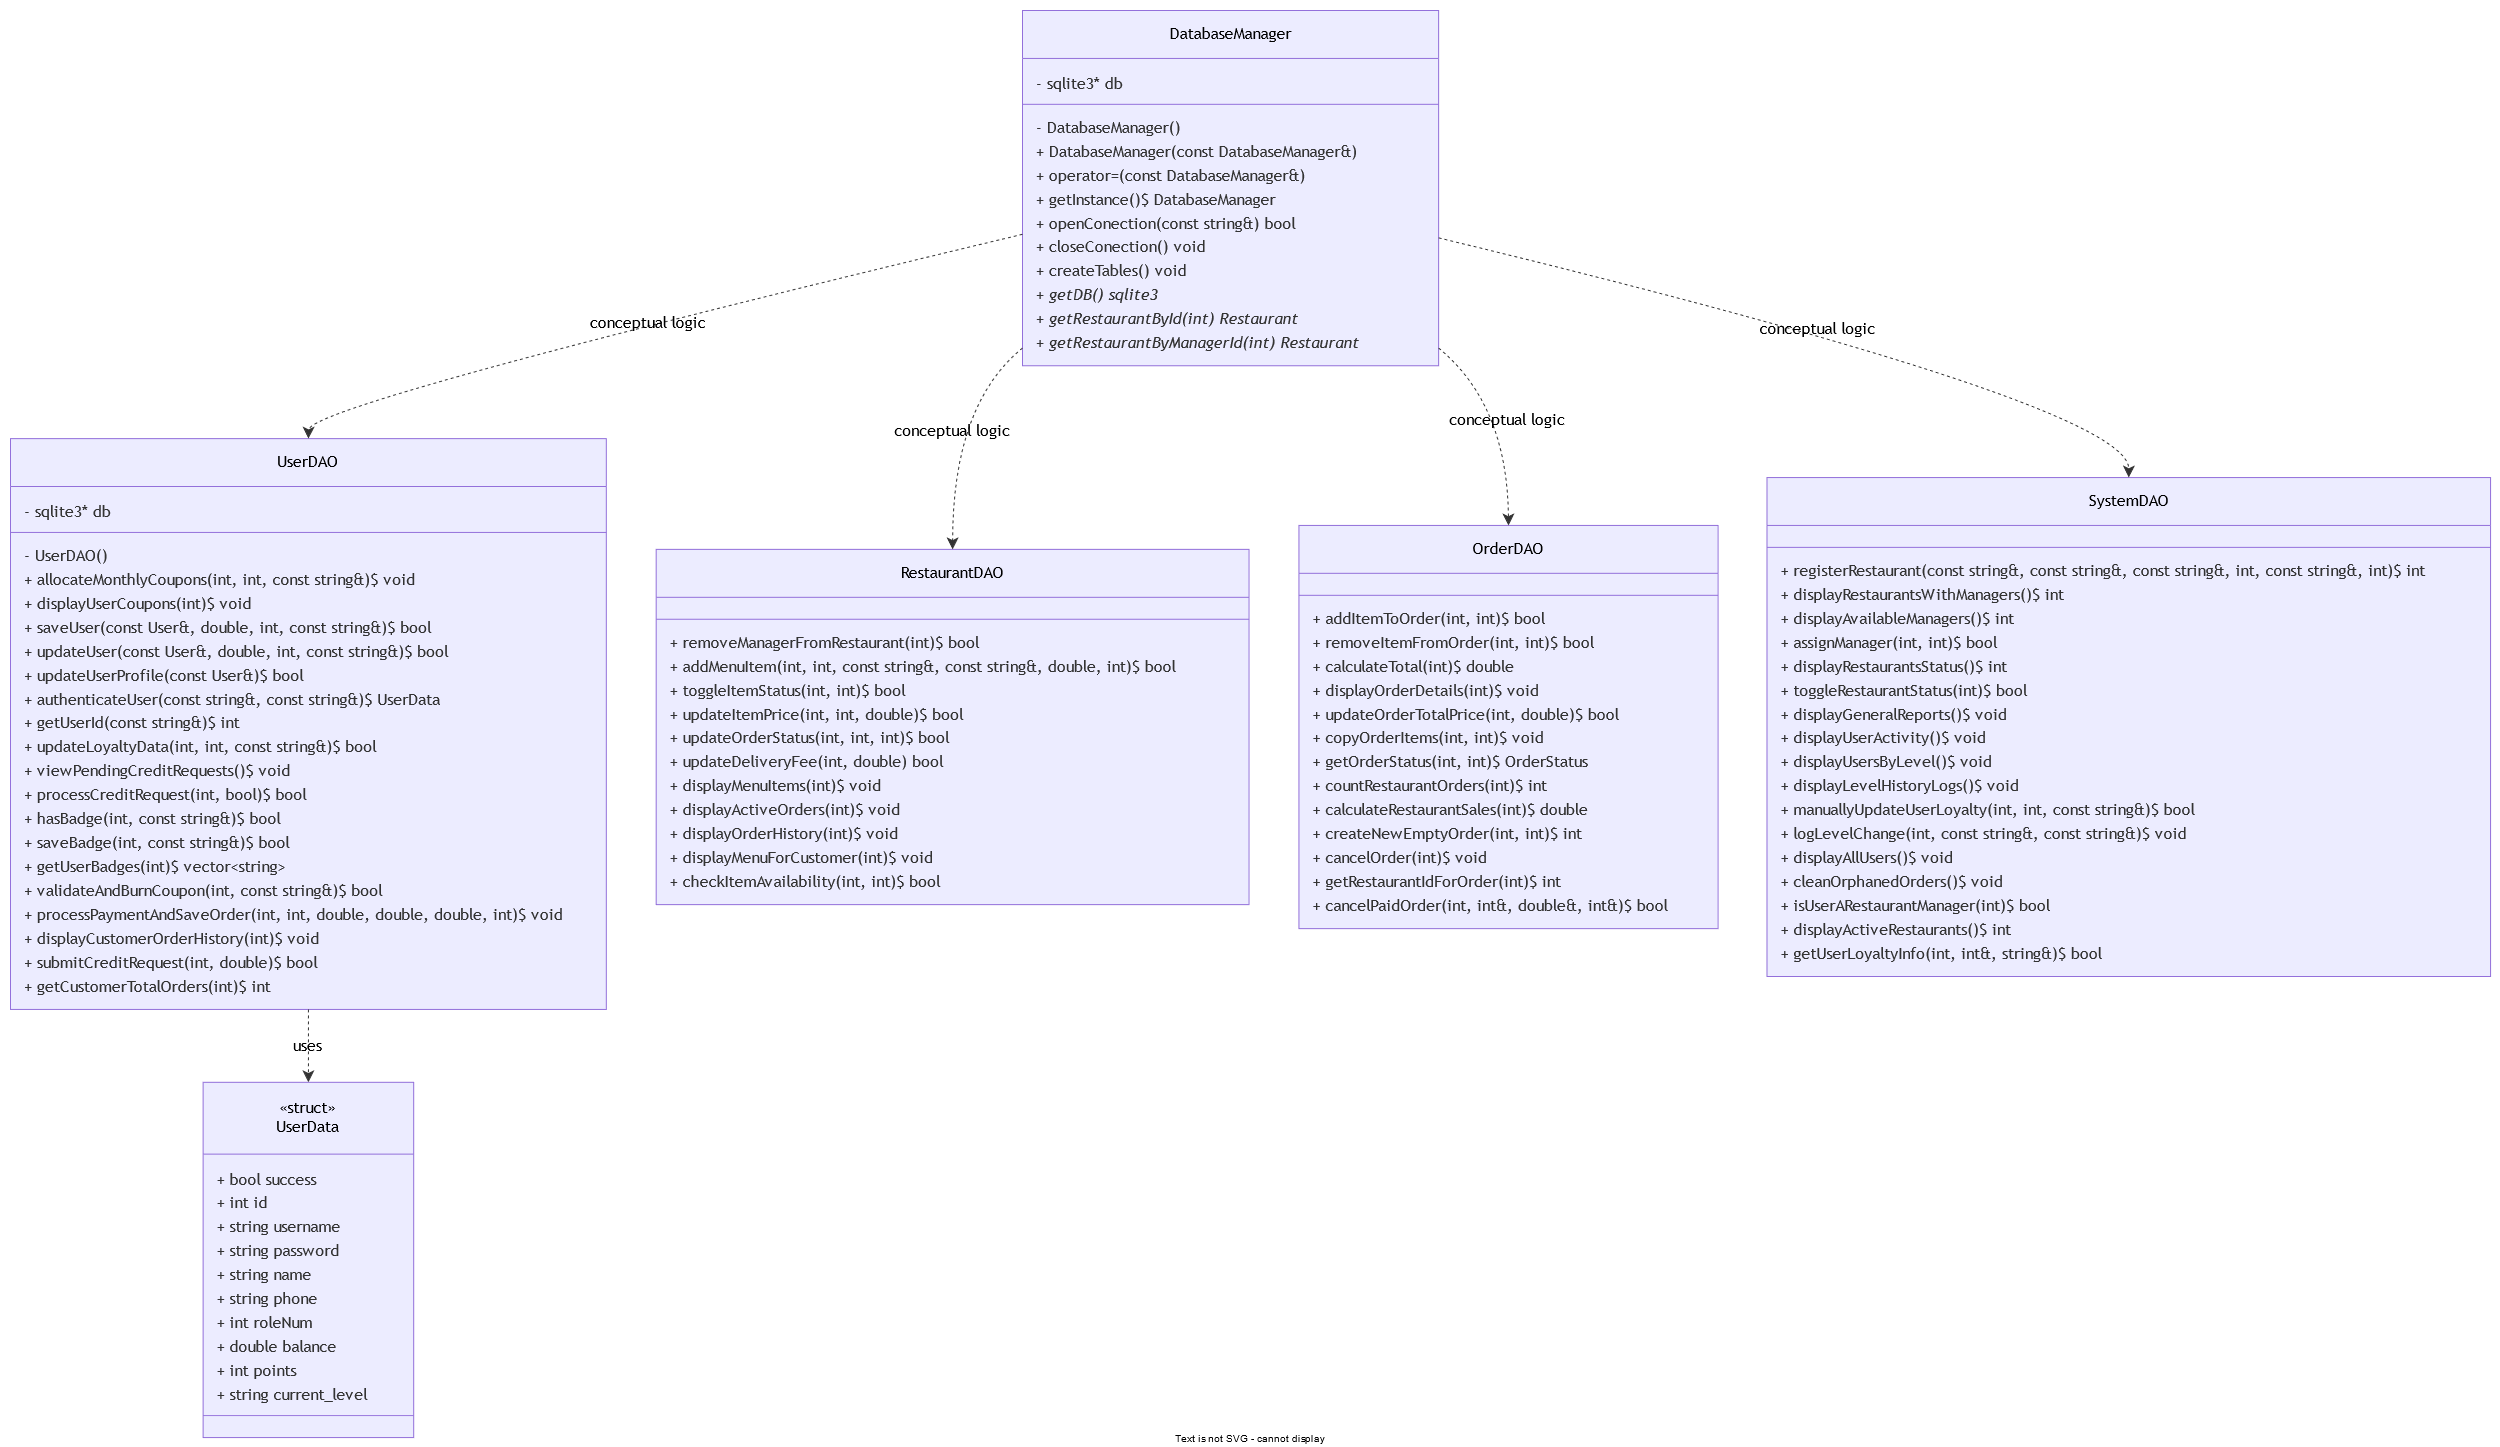 DatabaseManager
- sqlite3* db
- DatabaseManager()
+ DatabaseManager(const DatabaseManager&)
+ operator=(const DatabaseManager&)
+ getInstance()$ DatabaseManager
+ openConection(const string&) bool
+ closeConection() void
+ createTables() void
+ getDB() sqlite3
+ getRestaurantById(int) Restaurant
+ getRestaurantByManagerId(int) Restaurant
conceptual logic
conceptual logic
conceptual logic
conceptual logic
UserDAO
- sqlite3* db
- UserDAO()
+ allocateMonthlyCoupons(int, int, const string&)$ void
+ displayUserCoupons(int)$ void
+ saveUser(const User&, double, int, const string&)$ bool
+ updateUser(const User&, double, int, const string&)$ bool
+ updateUserProfile(const User&)$ bool
+ authenticateUser(const string&, const string&)$ UserData
+ getUserId(const string&)$ int
+ updateLoyaltyData(int, int, const string&)$ bool
+ viewPendingCreditRequests()$ void
+ processCreditRequest(int, bool)$ bool
+ hasBadge(int, const string&)$ bool
+ saveBadge(int, const string&)$ bool
+ getUserBadges(int)$ vector<string>
+ validateAndBurnCoupon(int, const string&)$ bool
+ processPaymentAndSaveOrder(int, int, double, double, double, int)$ void
+ displayCustomerOrderHistory(int)$ void
+ submitCreditRequest(int, double)$ bool
+ getCustomerTotalOrders(int)$ int
RestaurantDAO
+ removeManagerFromRestaurant(int)$ bool
+ addMenuItem(int, int, const string&, const string&, double, int)$ bool
+ toggleItemStatus(int, int)$ bool
+ updateItemPrice(int, int, double)$ bool
+ updateOrderStatus(int, int, int)$ bool
+ updateDeliveryFee(int, double) bool
+ displayMenuItems(int)$ void
+ displayActiveOrders(int)$ void
+ displayOrderHistory(int)$ void
+ displayMenuForCustomer(int)$ void
+ checkItemAvailability(int, int)$ bool
OrderDAO
+ addItemToOrder(int, int)$ bool
+ removeItemFromOrder(int, int)$ bool
+ calculateTotal(int)$ double
+ displayOrderDetails(int)$ void
+ updateOrderTotalPrice(int, double)$ bool
+ copyOrderItems(int, int)$ void
+ getOrderStatus(int, int)$ OrderStatus
+ countRestaurantOrders(int)$ int
+ calculateRestaurantSales(int)$ double
+ createNewEmptyOrder(int, int)$ int
+ cancelOrder(int)$ void
+ getRestaurantIdForOrder(int)$ int
+ cancelPaidOrder(int, int&, double&, int&)$ bool
SystemDAO
+ registerRestaurant(const string&, const string&, const string&, int, const string&, int)$ int
+ displayRestaurantsWithManagers()$ int
+ displayAvailableManagers()$ int
+ assignManager(int, int)$ bool
+ displayRestaurantsStatus()$ int
+ toggleRestaurantStatus(int)$ bool
+ displayGeneralReports()$ void
+ displayUserActivity()$ void
+ displayUsersByLevel()$ void
+ displayLevelHistoryLogs()$ void
+ manuallyUpdateUserLoyalty(int, int, const string&)$ bool
+ logLevelChange(int, const string&, const string&)$ void
+ displayAllUsers()$ void
+ cleanOrphanedOrders()$ void
+ isUserARestaurantManager(int)$ bool
+ displayActiveRestaurants()$ int
+ getUserLoyaltyInfo(int, int&, string&)$ bool
uses
«struct»
UserData
+ bool success
+ int id
+ string username
+ string password
+ string name
+ string phone
+ int roleNum
+ double balance
+ int points
+ string current_level
Text is not SVG - cannot display